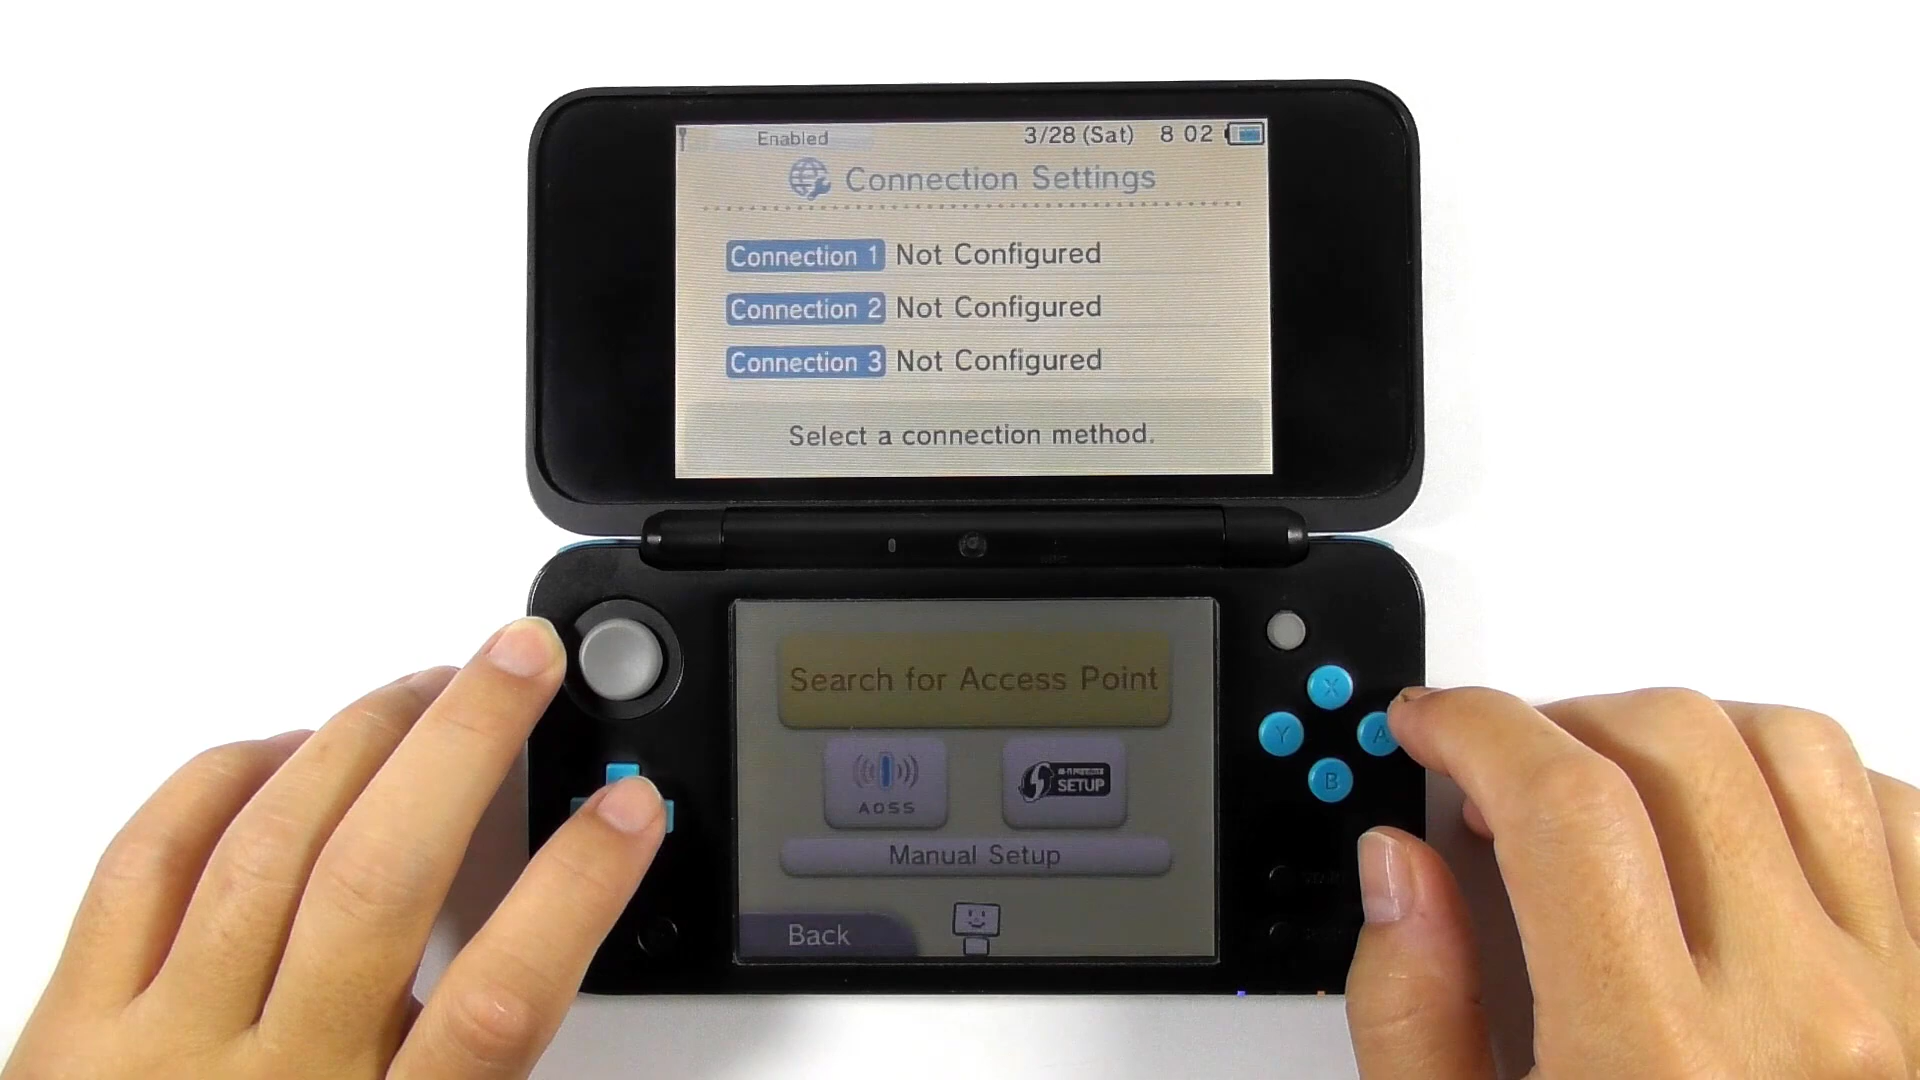 Enabled 3/28 (Sat) 8 02
Connection Settings
Connection 1 Not Configured
Connection 2 Not Configured
Connection 3 Not Configured
Select a connection method.
Search for Access Point
AOSS
SETUP
Manual Setup
Back
X
Y A
B